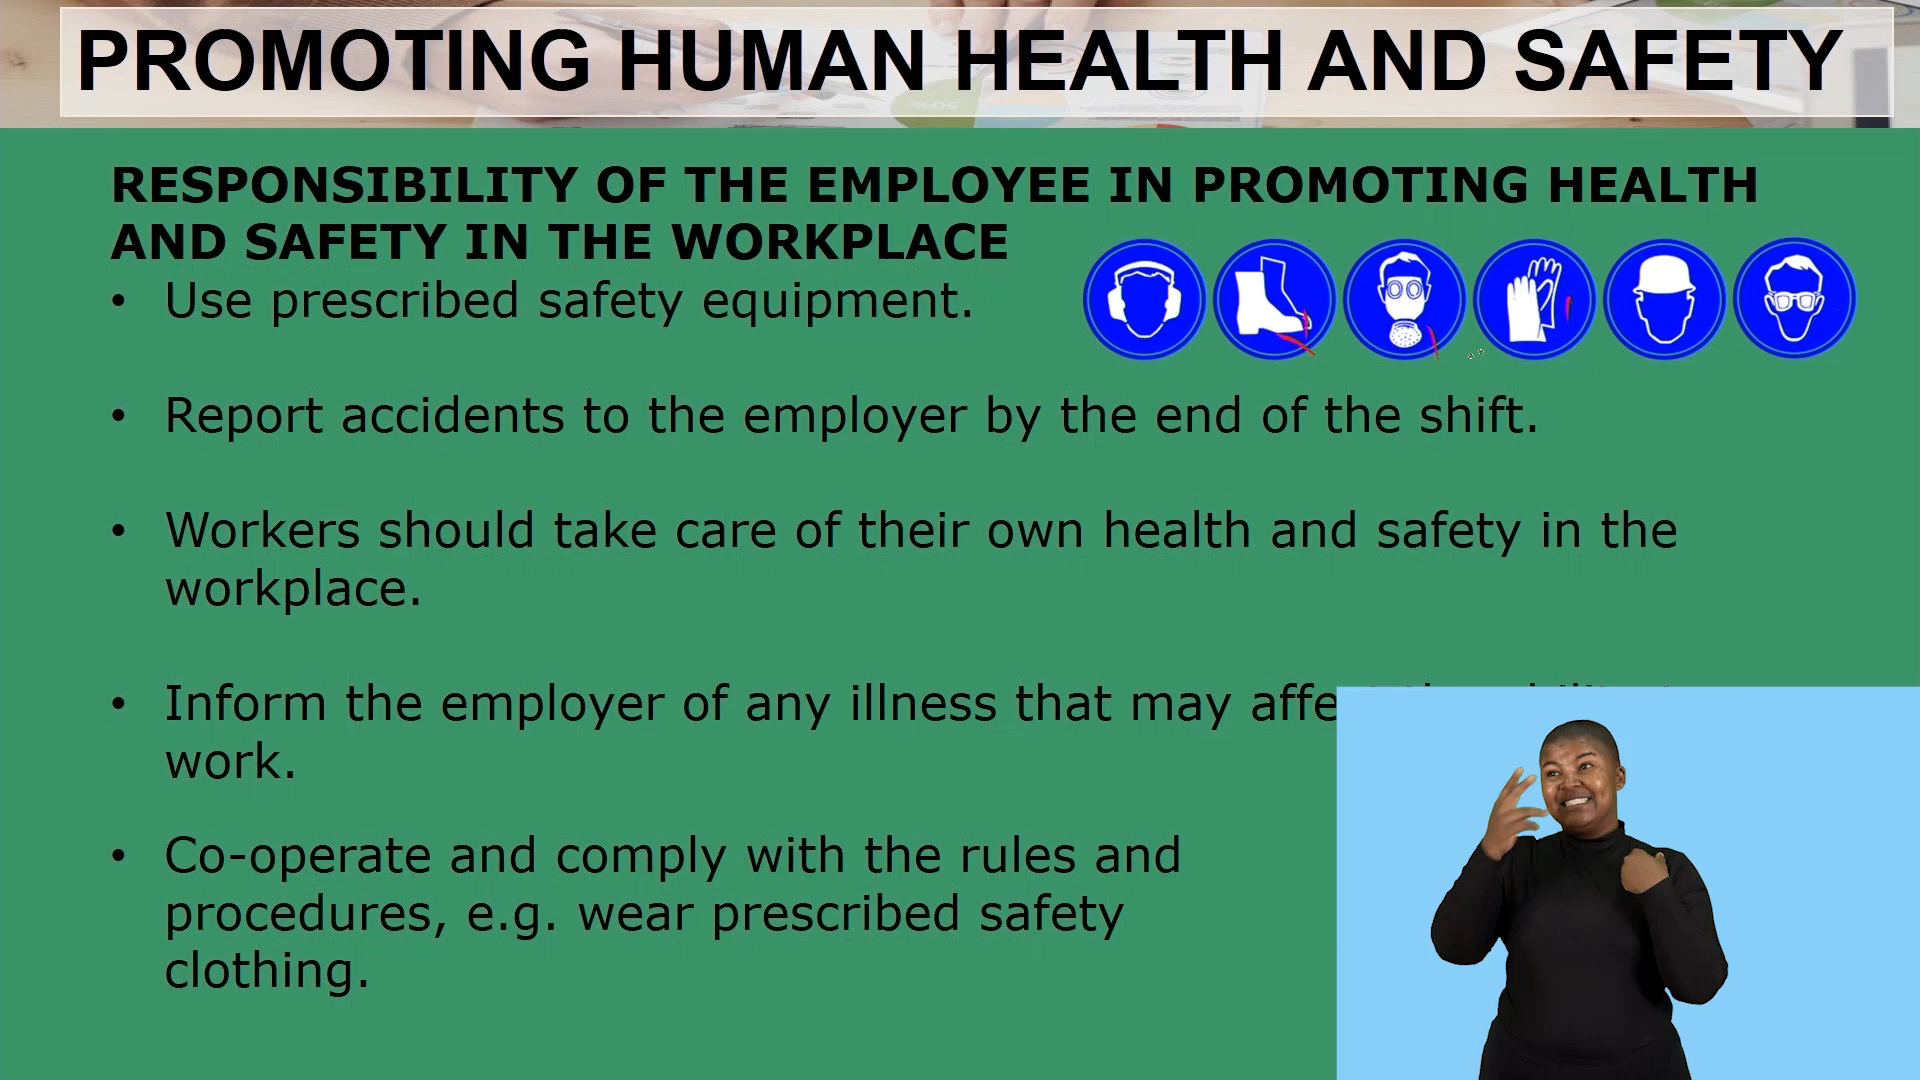 PROMOTING HUMAN HEALTH AND SAFETY
RESPONSIBILITY OF THE EMPLOYEE IN PROMOTING HEALTH
AND SAFETY IN THE WORKPLACE
• Use prescribed safety equipment.
• Report accidents to the employer by the end of the shift.
• Workers should take care of their own health and safety in the
workplace.
• Inform the employer of any illness that may
work.
• Co-operate and comply with the rules and
procedures, e.g. wear prescribed safety
clothing.